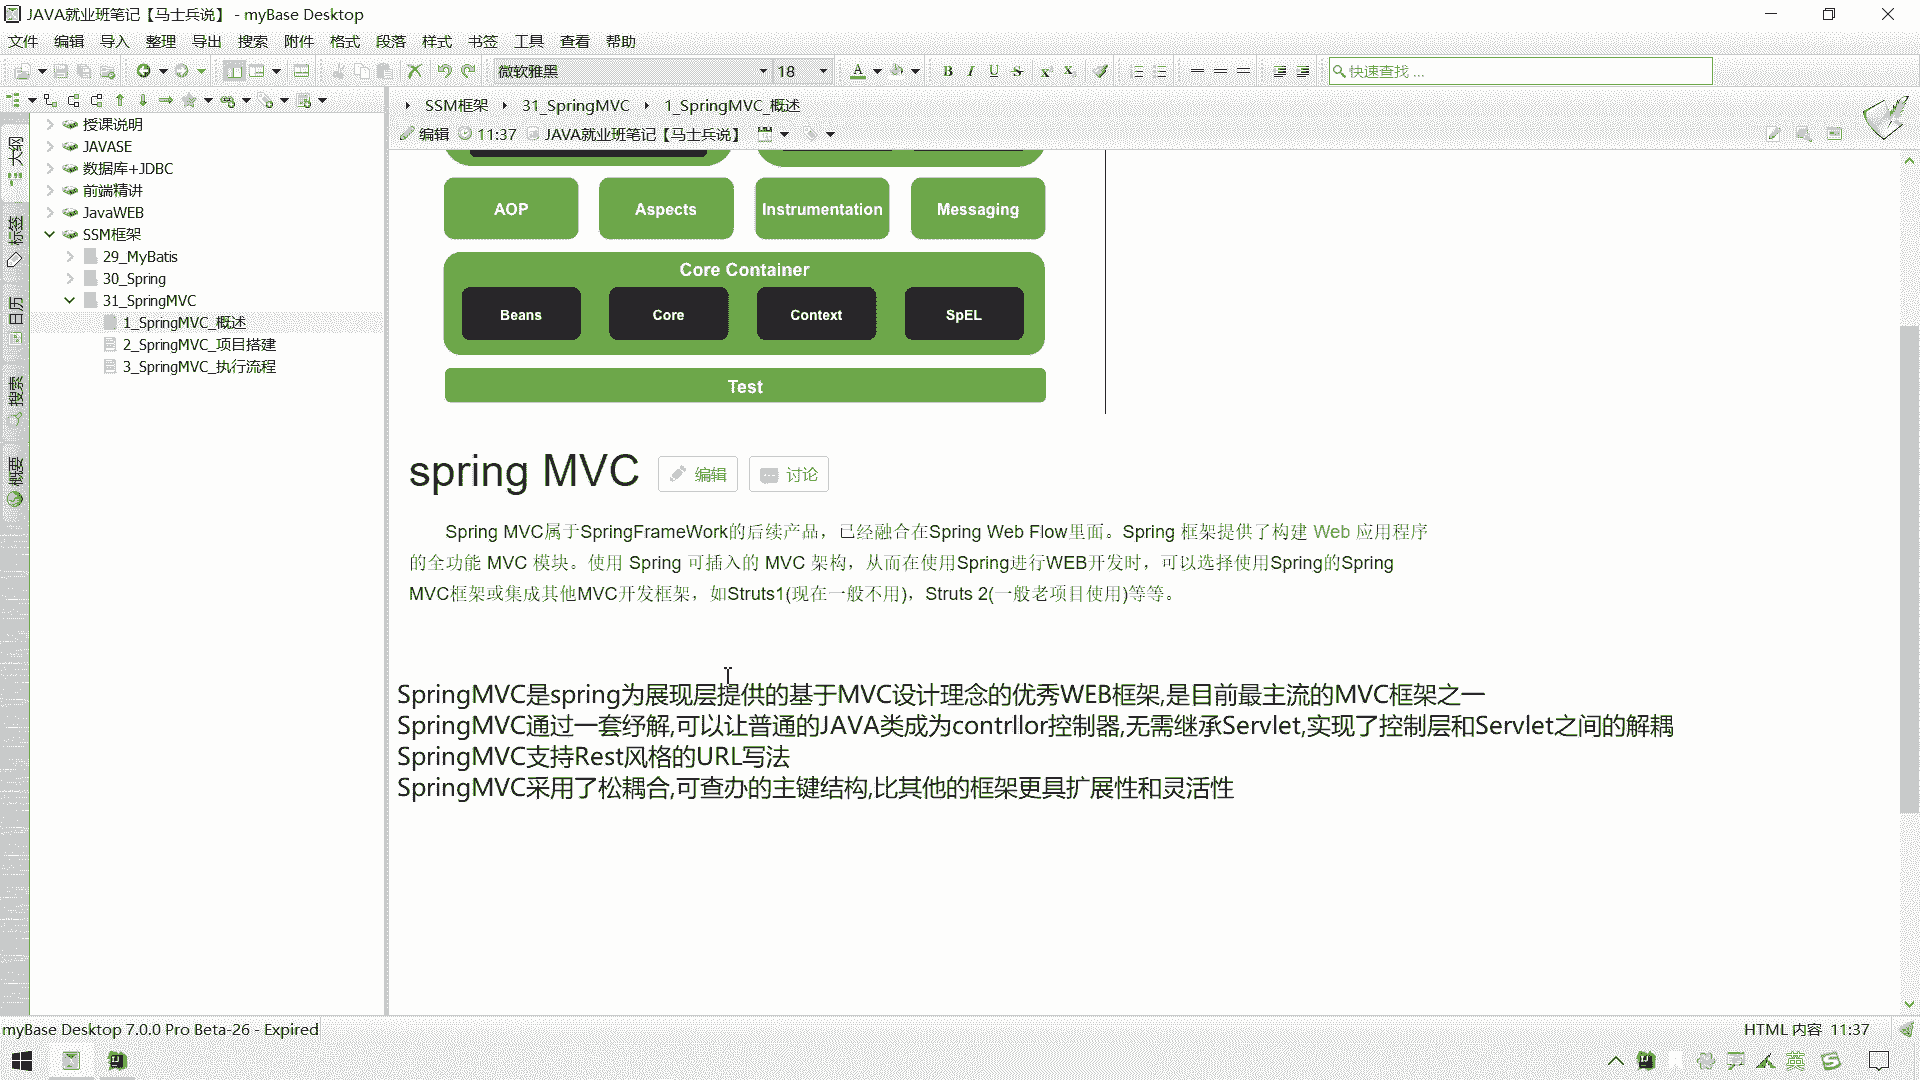 JAVA就业班笔记【马士兵说】 - myBase Desktop
文件 编辑 导入 整理 导出 搜索 附件 格式 段落 样式 书签 工具 查看 帮助
微软雅黑 18 快速查找 ...
SSM框架 31_SpringMVC 1_SpringMVC_概述
编辑 11:37 JAVA就业班笔记【马士兵说】
大纲
标签
日历
搜索
概要
授课说明
JAVASE
数据库+JDBC
前端精讲
JavaWEB
SSM框架
29_MyBatis
30_Spring
31_SpringMVC
1_SpringMVC_概述
2_SpringMVC_项目搭建
3_SpringMVC_执行流程
AOP Aspects Instrumentation Messaging
Core Container
Beans Core Context SpEL
Test
spring MVC 编辑 讨论
Spring MVC属于SpringFrameWork的后续产品，已经融合在Spring Web Flow里面。Spring 框架提供了构建 Web 应用程序
的全功能 MVC 模块。使用 Spring 可插入的 MVC 架构，从而在使用Spring进行WEB开发时，可以选择使用Spring的Spring
MVC框架或集成其他MVC开发框架，如Struts1(现在一般不用)，Struts 2(一般老项目使用)等等。
SpringMVC是spring为展现层提供的基于MVC设计理念的优秀WEB框架,是目前最主流的MVC框架之一
SpringMVC通过一套纾解,可以让普通的JAVA类成为contrllor控制器,无需继承Servlet,实现了控制层和Servlet之间的解耦
SpringMVC支持Rest风格的URL写法
SpringMVC采用了松耦合,可查办的主键结构,比其他的框架更具扩展性和灵活性
myBase Desktop 7.0.0 Pro Beta-26 - Expired
HTML 内容 11:37
英